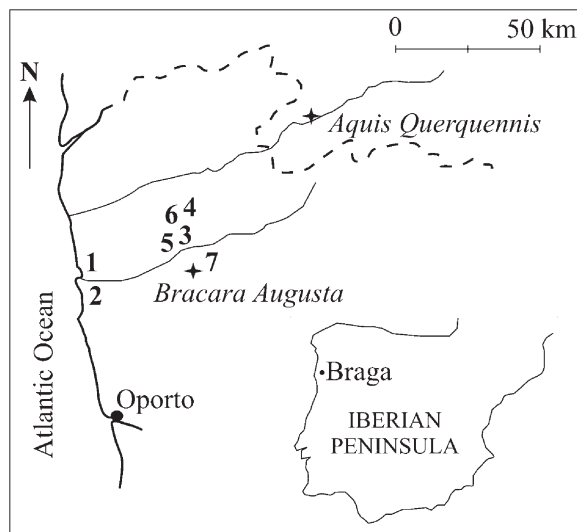 0 50 km
N
Aquis Querquennis
6 4
5 3
1 7
2 Bracara Augusta
Atlantic Ocean
Oporto
Braga
IBERIAN
PENINSULA